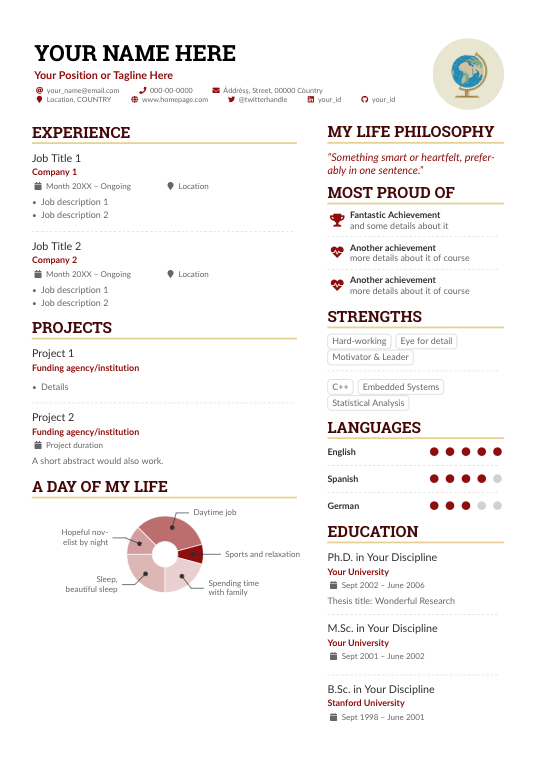 YOUR NAME HERE
Your Position or Tagline Here
your_name@email.com 000-00-0000 Áddrèss, Street, 00000 Còuntry
Location, COUNTRY www.homepage.com @twitterhandle your_id your_id
EXPERIENCE
Job Title 1
Company 1
Month 20XX – Ongoing Location
• Job description 1
• Job description 2
Job Title 2
Company 2
Month 20XX – Ongoing Location
• Job description 1
• Job description 2
PROJECTS
Project 1
Funding agency/institution
• Details
Project 2
Funding agency/institution
Project duration
A short abstract would also work.
A DAY OF MY LIFE
Daytime job
Hopeful nov-
elist by night
Sports and relaxation
Sleep,
beautiful sleep
Spending time
with family
MY LIFE PHILOSOPHY
“Something smart or heartfelt, prefer-
ably in one sentence.”
MOST PROUD OF
Fantastic Achievement
and some details about it
Another achievement
more details about it of course
Another achievement
more details about it of course
STRENGTHS
Hard-working Eye for detail
Motivator & Leader
C++ Embedded Systems
Statistical Analysis
LANGUAGES
English
Spanish
German
EDUCATION
Ph.D. in Your Discipline
Your University
Sept 2002 – June 2006
Thesis title: Wonderful Research
M.Sc. in Your Discipline
Your University
Sept 2001 – June 2002
B.Sc. in Your Discipline
Stanford University
Sept 1998 – June 2001